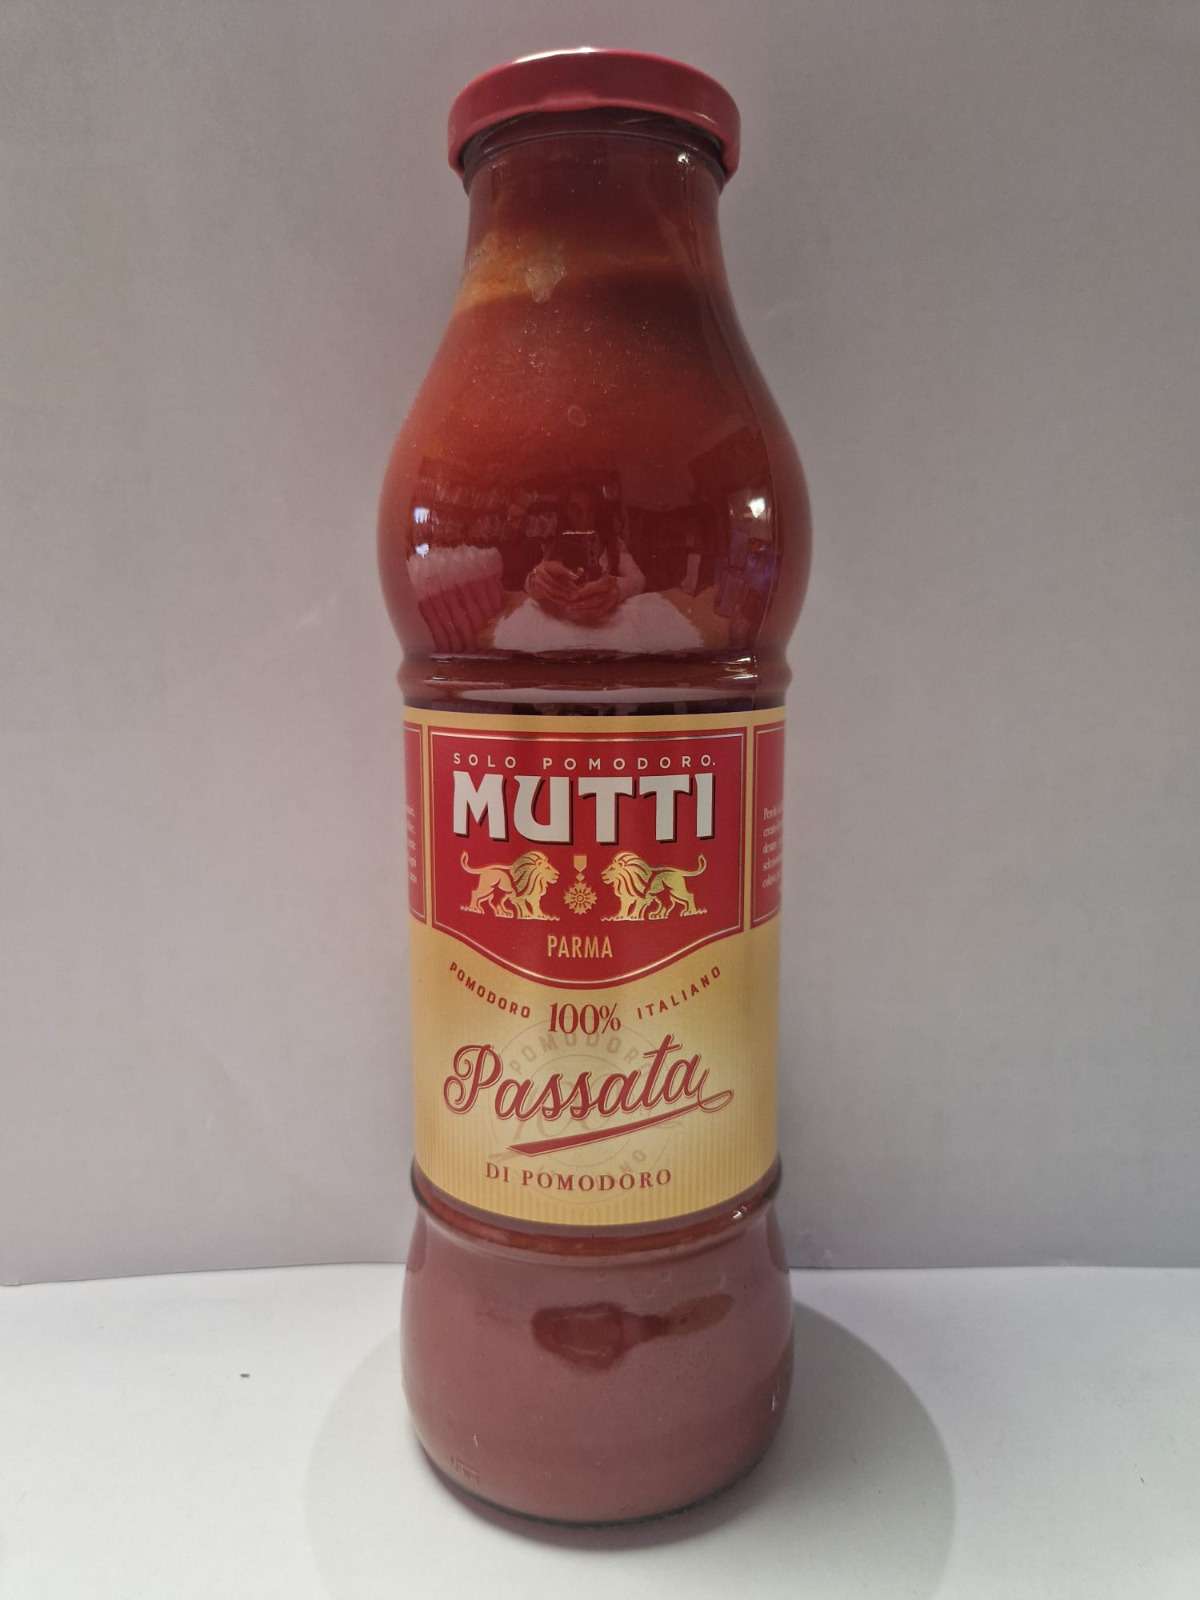 SOLO POMODORO.
MUTTI
PARMA
POMODORO 100% ITALIANO
Passata
DI POMODORO